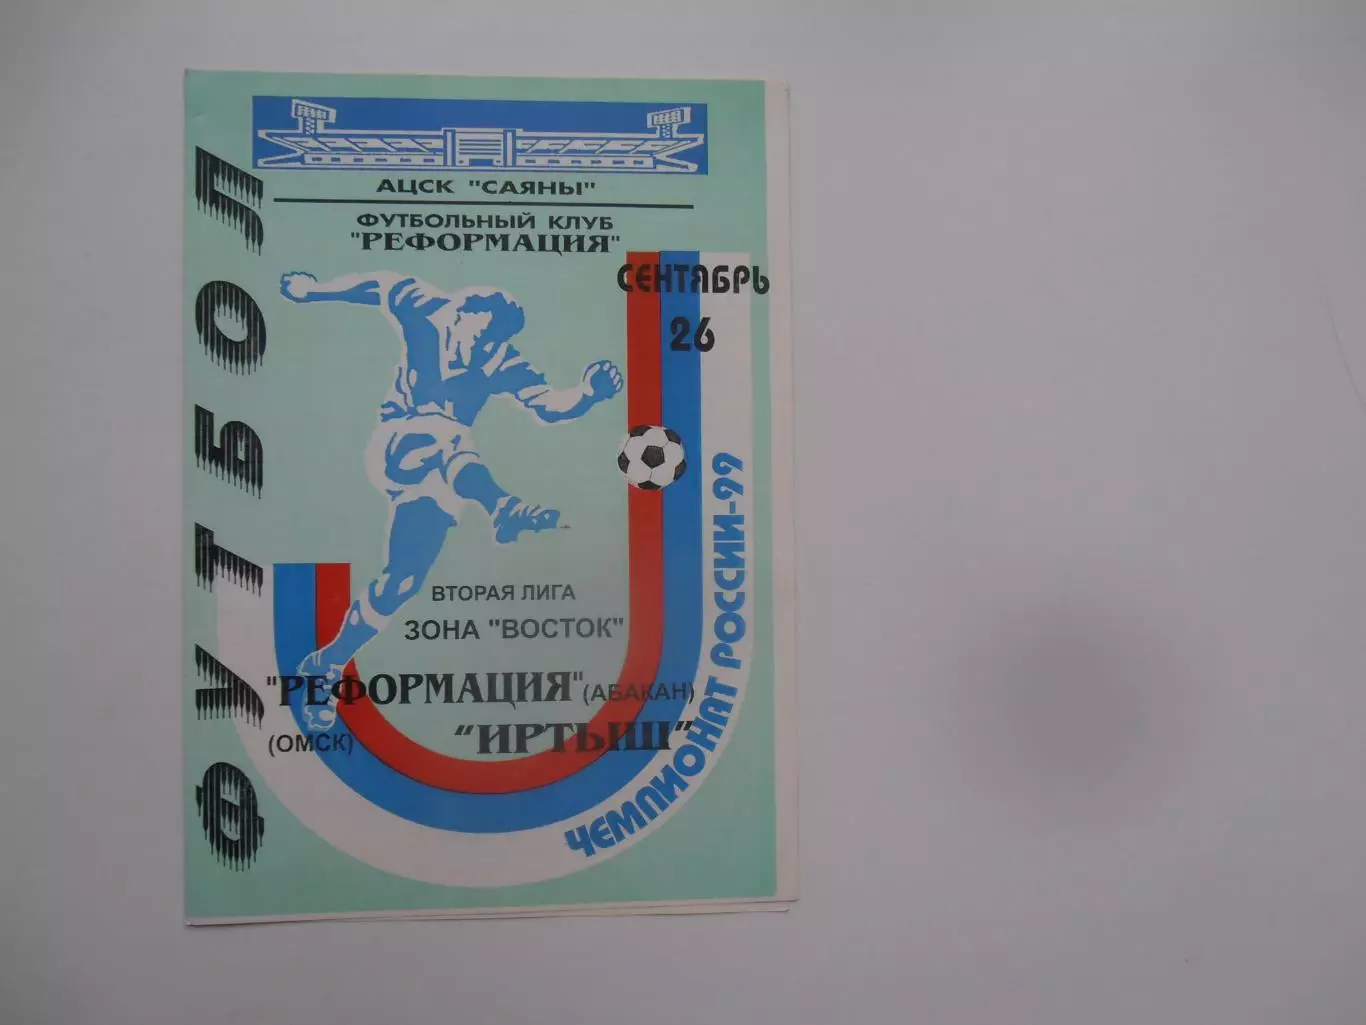 ФУТБОЛ
АЦСК "САЯНЫ"
ФУТБОЛЬНЫЙ КЛУБ
"РЕФОРМАЦИЯ"
СЕНТЯБРЬ
26
ВТОРАЯ ЛИГА
ЗОНА "ВОСТОК"
"РЕФОРМАЦИЯ" (АБАКАН)
(ОМСК) "ИРТЫШ"
ЧЕМПИОНАТ РОССИИ-99